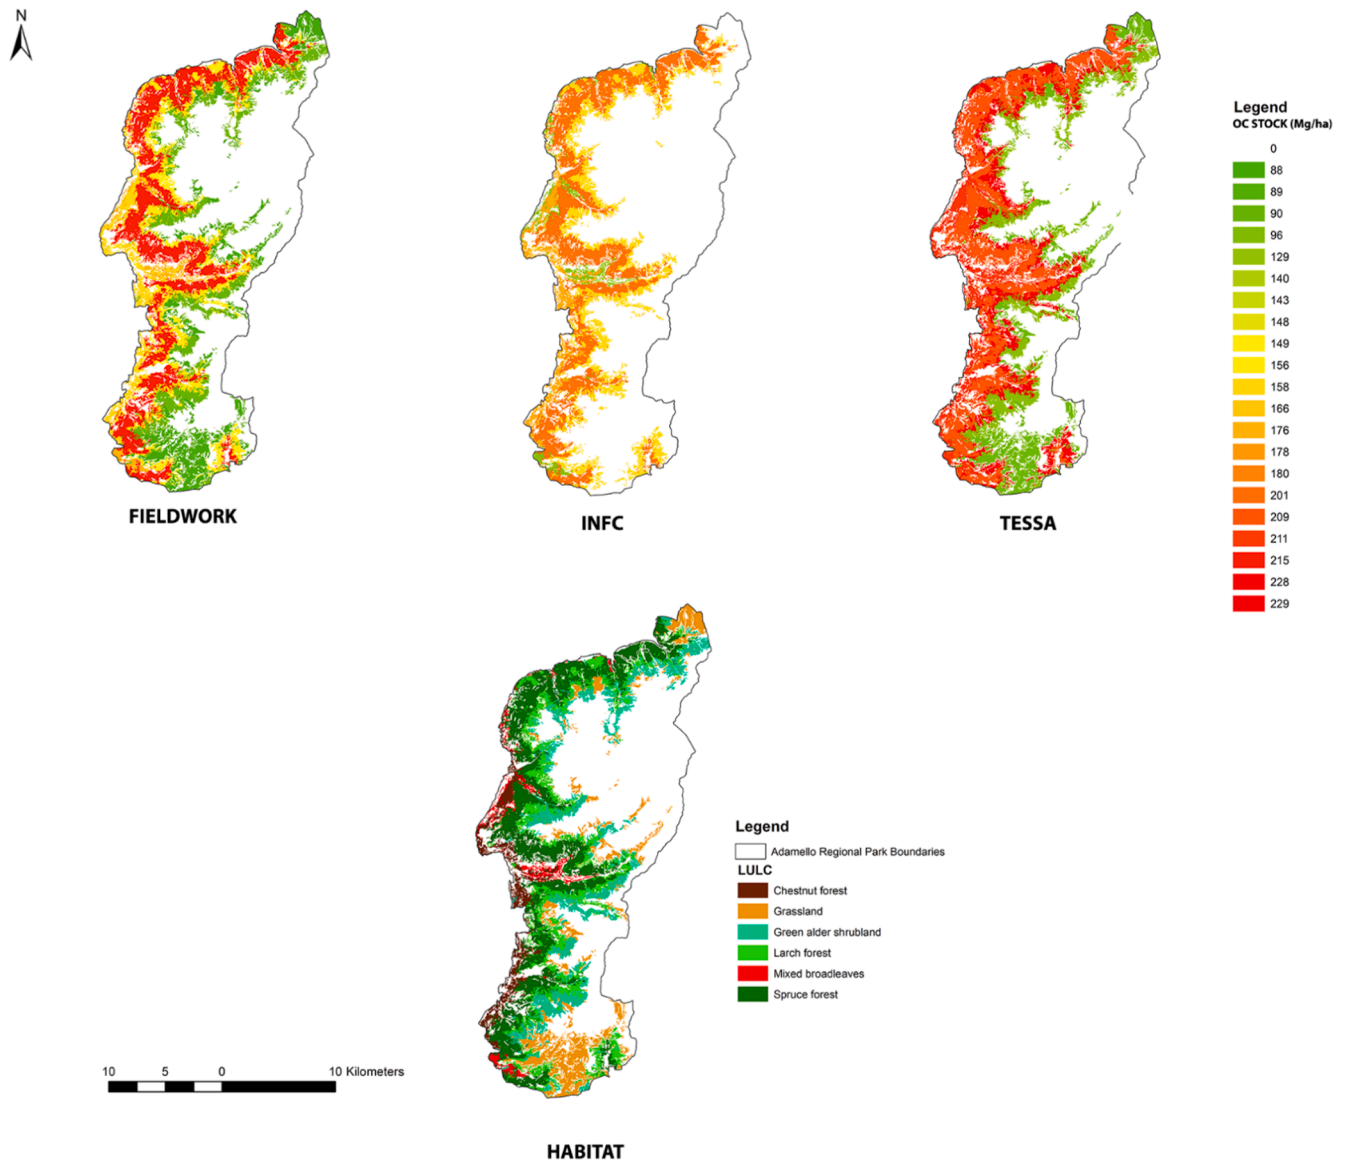 N
FIELDWORK
INFC
TESSA
Legend
OC STOCK (Mg/ha)
0
88
89
90
96
129
140
143
148
149
156
158
166
176
178
180
201
209
211
215
228
229
Legend
Adamello Regional Park Boundaries
LULC
Chestnut forest
Grassland
Green alder shrubland
Larch forest
Mixed broadleaves
Spruce forest
10 5 0 10 Kilometers
HABITAT